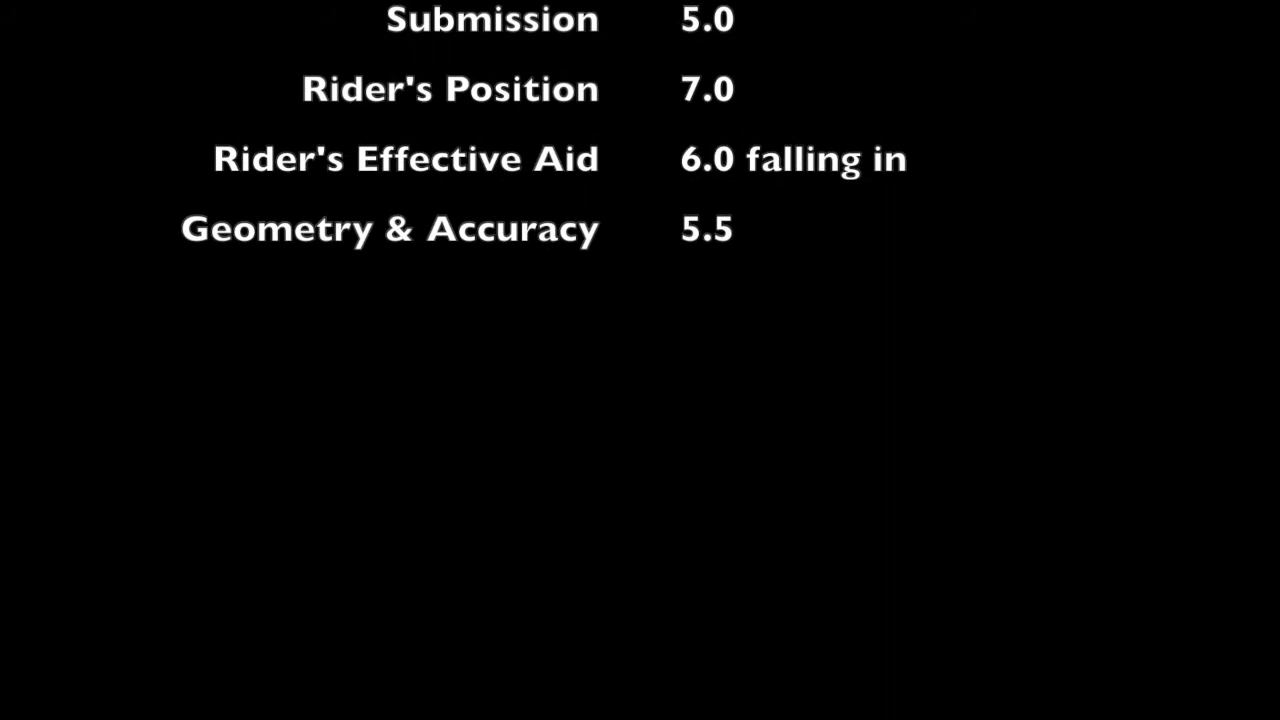 Submission 5.0
Rider's Position 7.0
Rider's Effective Aid 6.0 falling in
Geometry & Accuracy 5.5